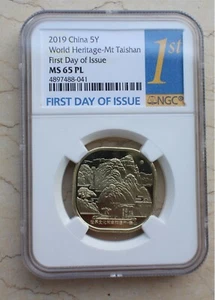 2019 China 5Y
World Heritage-Mt Taishan
First Day of Issue
MS 65 PL
4897488-041
1st
FIRST DAY OF ISSUE
NGC